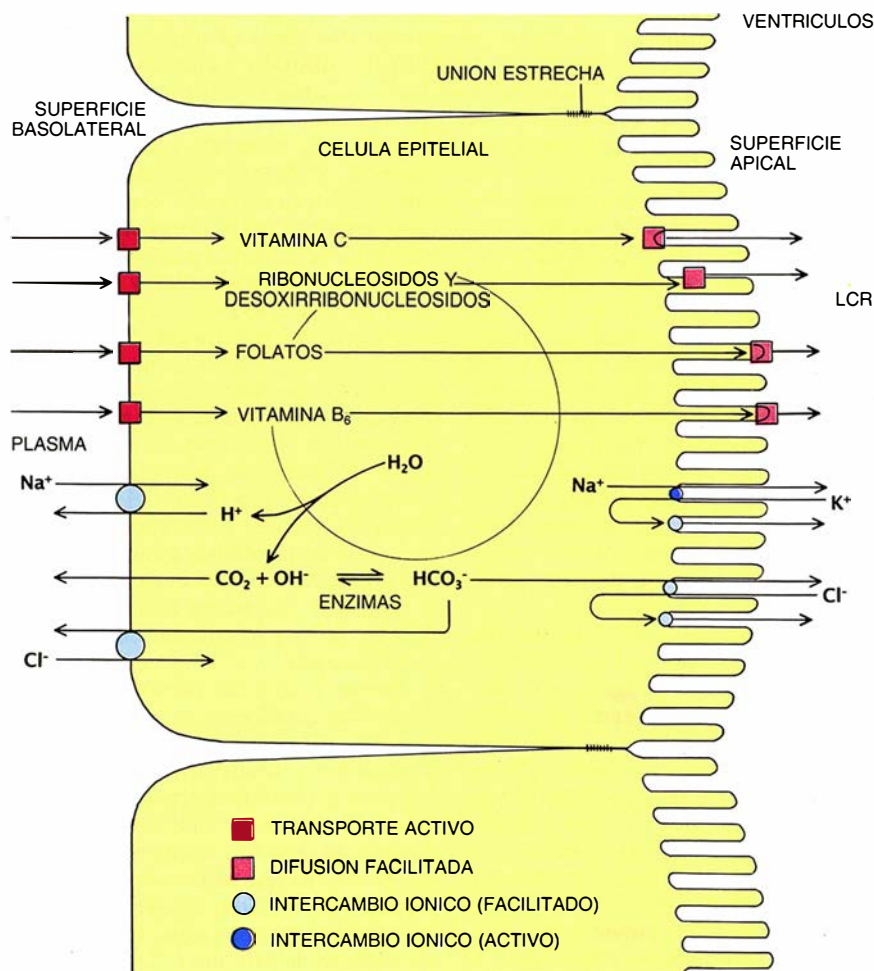 VENTRICULOS
UNION ESTRECHA
SUPERFICIE
BASOLATERAL
CELULA EPITELIAL
SUPERFICIE
APICAL
VITAMINA C
RIBONUCLEOSIDOS Y
DESOXIRRIBONUCLEOSIDOS
LCR
FOLATOS
VITAMINA B₆
PLASMA
H₂O
Na⁺
Na⁺
K⁺
H⁺
CO₂ + OH⁻
HCO₃⁻
ENZIMAS
Cl⁻
Cl⁻
TRANSPORTE ACTIVO
DIFUSION FACILITADA
INTERCAMBIO IONICO (FACILITADO)
INTERCAMBIO IONICO (ACTIVO)